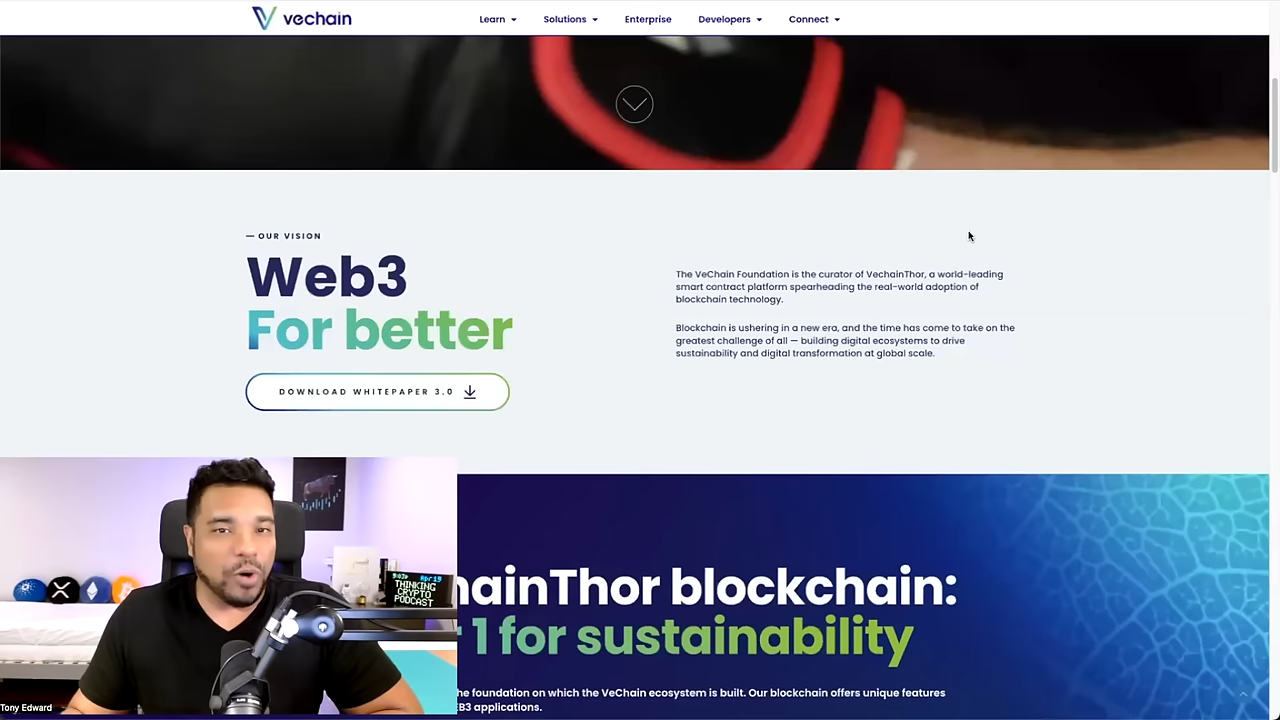 vechain
Learn Solutions Enterprise Developers Connect
— OUR VISION
Web3
For better
DOWNLOAD WHITEPAPER 3.0
The VeChain Foundation is the curator of VechainThor, a world-leading
smart contract platform spearheading the real-world adoption of
blockchain technology.
Blockchain is ushering in a new era, and the time has come to take on the
greatest challenge of all — building digital ecosystems to drive
sustainability and digital transformation at global scale.
hainThor blockchain:
1 for sustainability
he foundation on which the VeChain ecosystem is built. Our blockchain offers unique features
EB3 applications.
Apr 19
THINKING
CRYPTO
PODCAST
Tony Edward